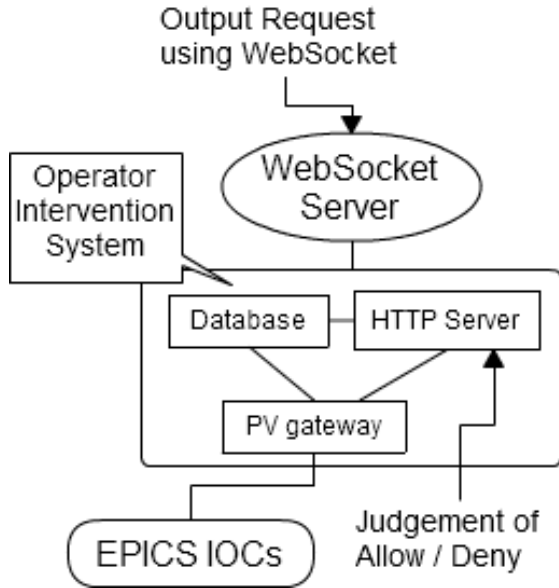 Output Request
using WebSocket
WebSocket
Server
Operator
Intervention
System
Database
HTTP Server
PV gateway
EPICS IOCs
Judgement of
Allow / Deny